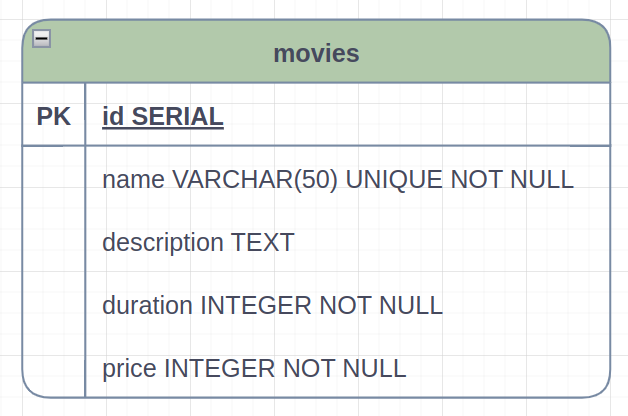 movies
PK id SERIAL
name VARCHAR(50) UNIQUE NOT NULL
description TEXT
duration INTEGER NOT NULL
price INTEGER NOT NULL